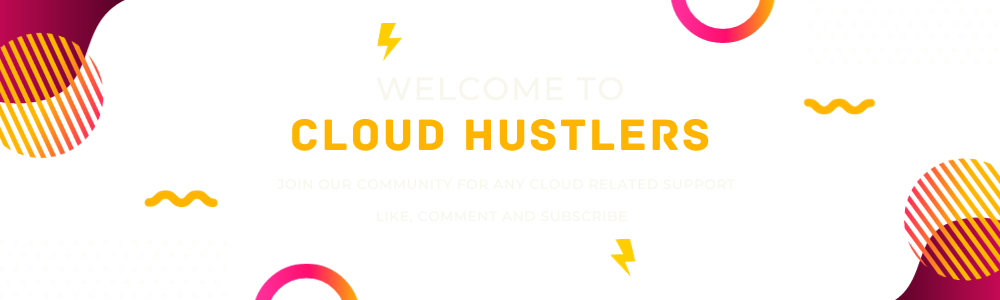 WELCOME TO
CLOUD HUSTLERS
JOIN OUR COMMUNITY FOR ANY CLOUD RELATED SUPPORT
LIKE, COMMENT AND SUBSCRIBE